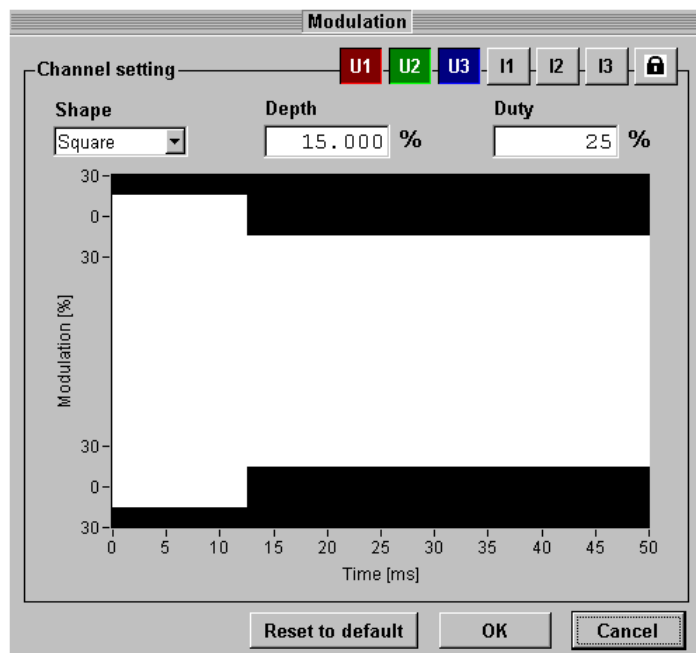 Modulation
Channel setting U1 U2 U3 I1 I2 I3
Shape Depth Duty
Square 15.000 % 25 %
30
0
30
Modulation [%]
30
0
30
0 5 10 15 20 25 30 35 40 45 50
Time [ms]
Reset to default OK Cancel